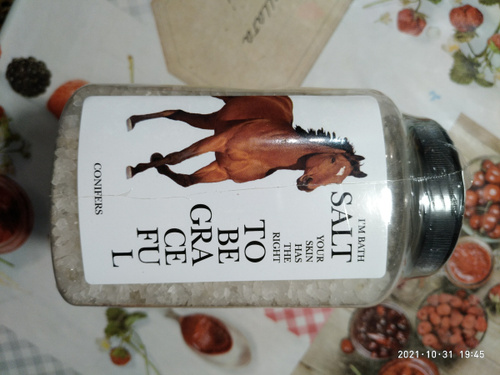 I'M BATH
SALT
YOUR
SKIN
HAS
THE
RIGHT
TO
BE
GRA
CE
FU
L
CONIFERS
2021·10·31 19:45